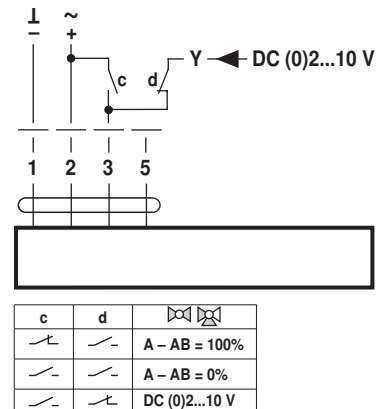 ⊥ ~
− +
c d Y DC (0)2...10 V
1 2 3 5
c d
A – AB = 100%
A – AB = 0%
DC (0)2...10 V